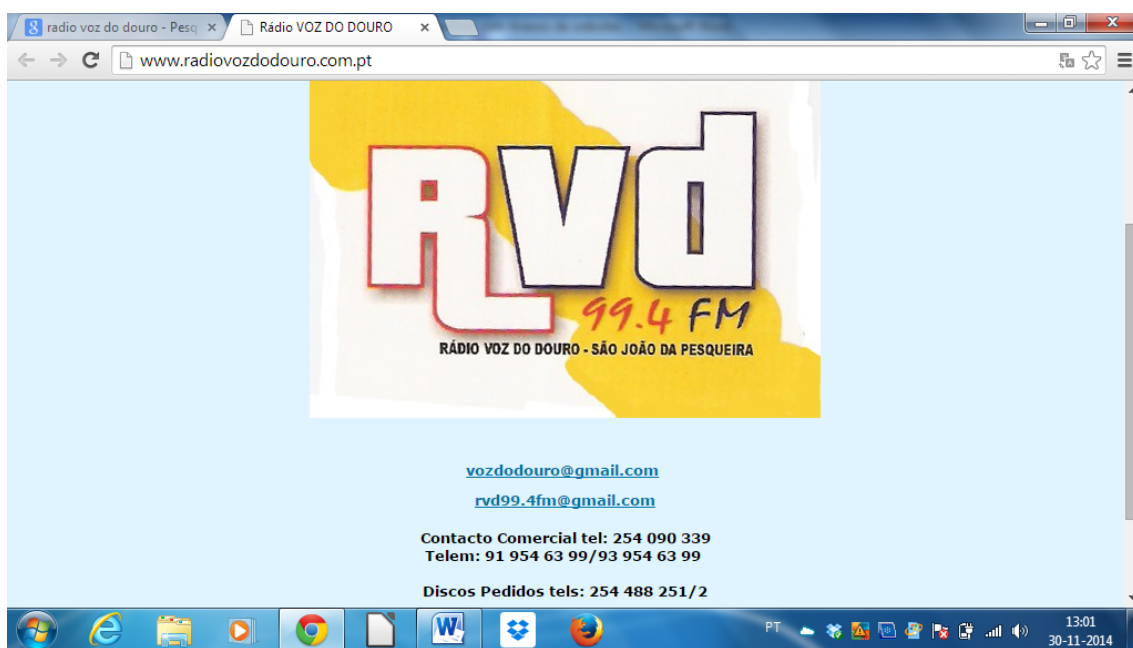 radio voz do douro - Pesq
Rádio VOZ DO DOURO
www.radiovozdodouro.com.pt
RVd
99.4 FM
RÁDIO VOZ DO DOURO - SÃO JOÃO DA PESQUEIRA
vozdodouro@gmail.com
rvd99.4fm@gmail.com
Contacto Comercial tel: 254 090 339
Telem: 91 954 63 99/93 954 63 99
Discos Pedidos tels: 254 488 251/2
PT
13:01
30-11-2014